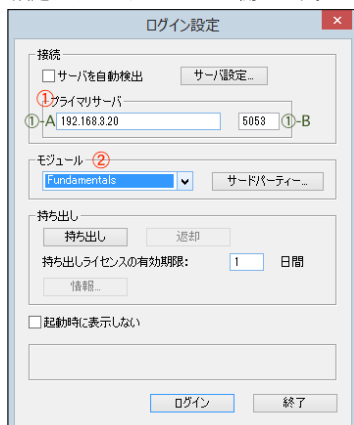 ログイン設定
接続
サーバを自動検出 サーバ設定...
①プライマリサーバ
①-A 192.168.3.20 5053 ①-B
モジュール ②
Fundamentals サードパーティー...
持ち出し
持ち出し 返却
持ち出しライセンスの有効期限: 1 日間
情報...
起動時に表示しない
ログイン 終了